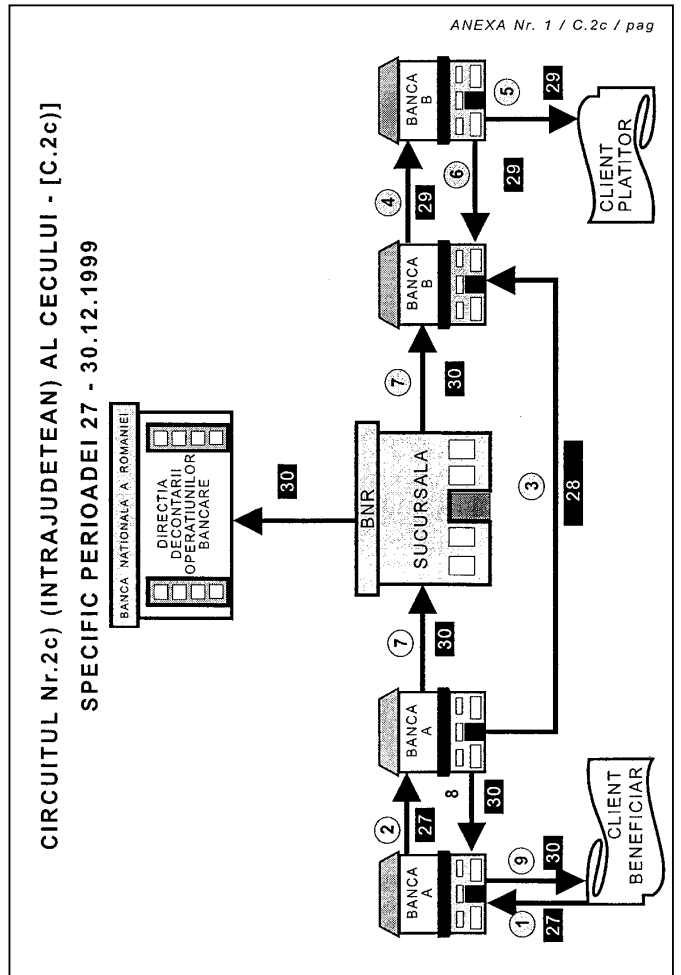 ANEXA Nr. 1 / C.2c / pag
CIRCUITUL Nr.2c) (INTRAJUDETEAN) AL CECULUI - [C.2c)]
SPECIFIC PERIOADEI 27 - 30.12.1999
BANCA NATIONALA A ROMANIEI
DIRECTIA
DECONTARII
OPERATIUNILOR
BANCARE
30
BANCA
A
2
27
BANCA
A
7
30
BNR
SUCURSALA
7
30
BANCA
B
4
29
BANCA
B
1
27
9
30
8
30
3
28
6
29
5
29
CLIENT
BENEFICIAR
CLIENT
PLATITOR